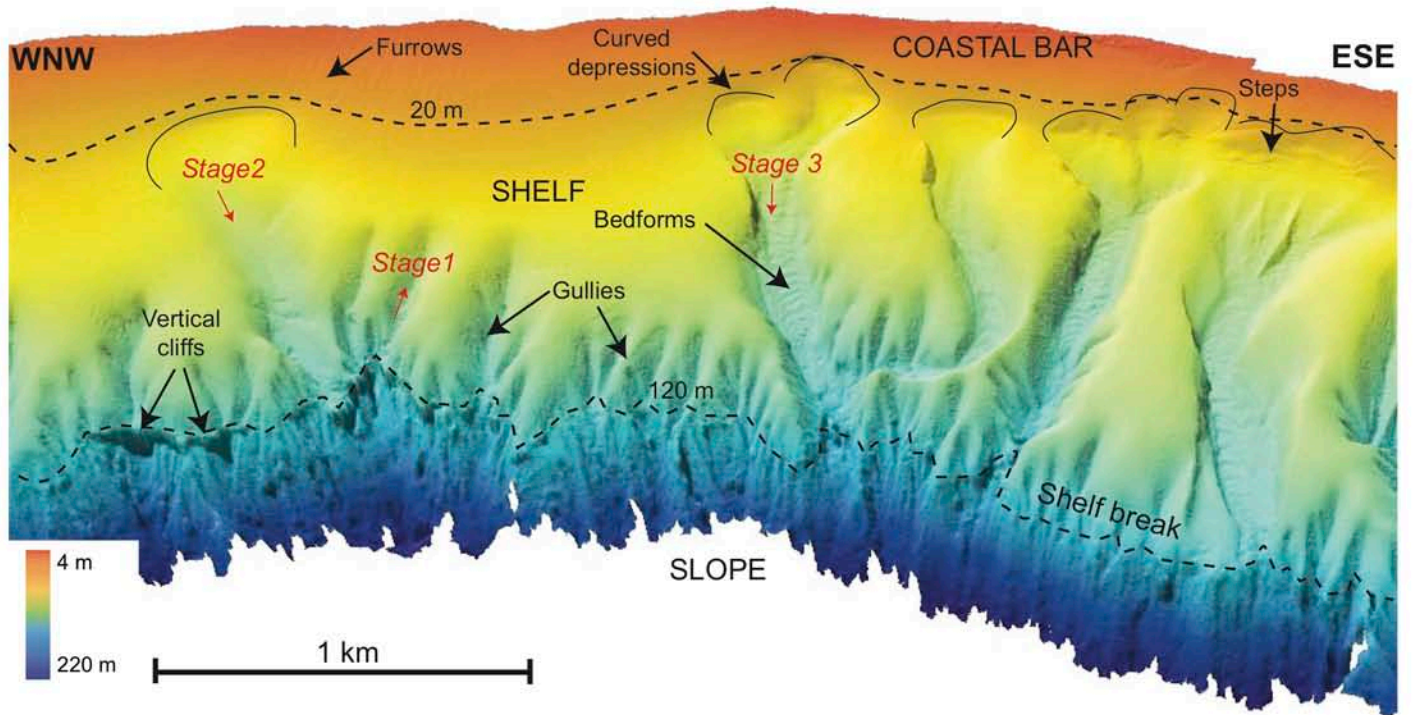 WNW
Furrows
Curved
depressions
COASTAL BAR
ESE
Steps
20 m
Stage2
Stage 3
SHELF
Bedforms
Stage1
Gullies
Vertical
cliffs
120 m
Shelf break
4 m
SLOPE
1 km
220 m